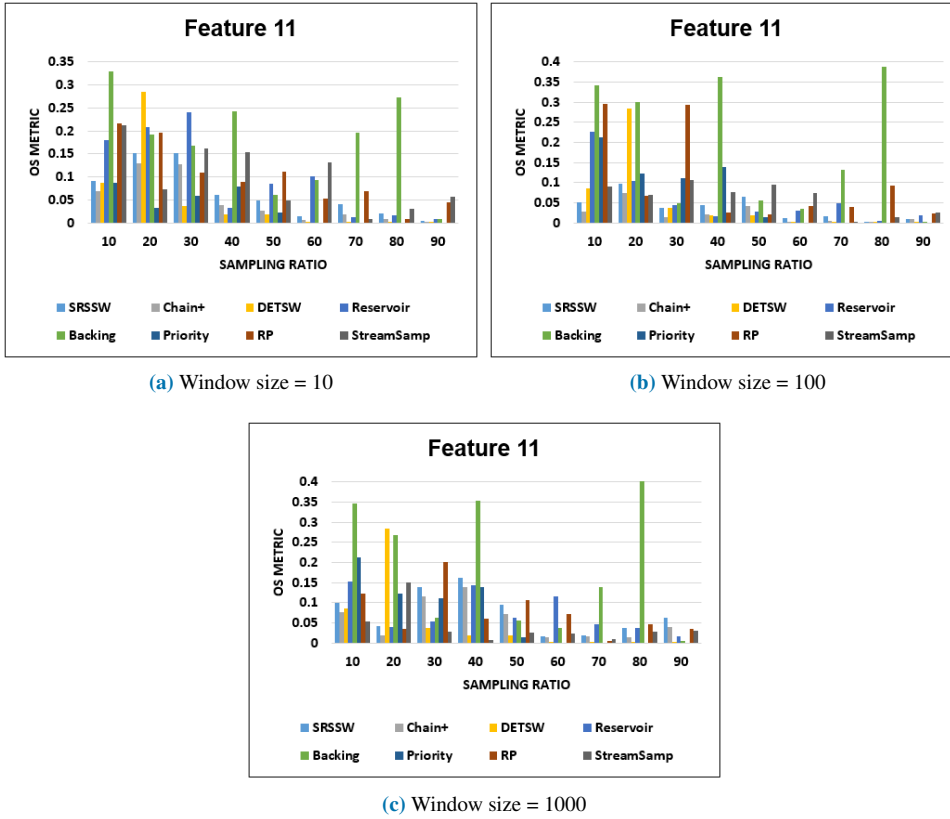 Feature 11
0.35
0.3
0.25
0.2
0.15
0.1
0.05
0
OS METRIC
10 20 30 40 50 60 70 80 90
SAMPLING RATIO
SRSSW Chain+ DETSW Reservoir
Backing Priority RP StreamSamp
(a) Window size = 10
Feature 11
0.4
0.35
0.3
0.25
0.2
0.15
0.1
0.05
0
OS METRIC
10 20 30 40 50 60 70 80 90
SAMPLING RATIO
SRSSW Chain+ DETSW Reservoir
Backing Priority RP StreamSamp
(b) Window size = 100
Feature 11
0.4
0.35
0.3
0.25
0.2
0.15
0.1
0.05
0
OS METRIC
10 20 30 40 50 60 70 80 90
SAMPLING RATIO
SRSSW Chain+ DETSW Reservoir
Backing Priority RP StreamSamp
(c) Window size = 1000